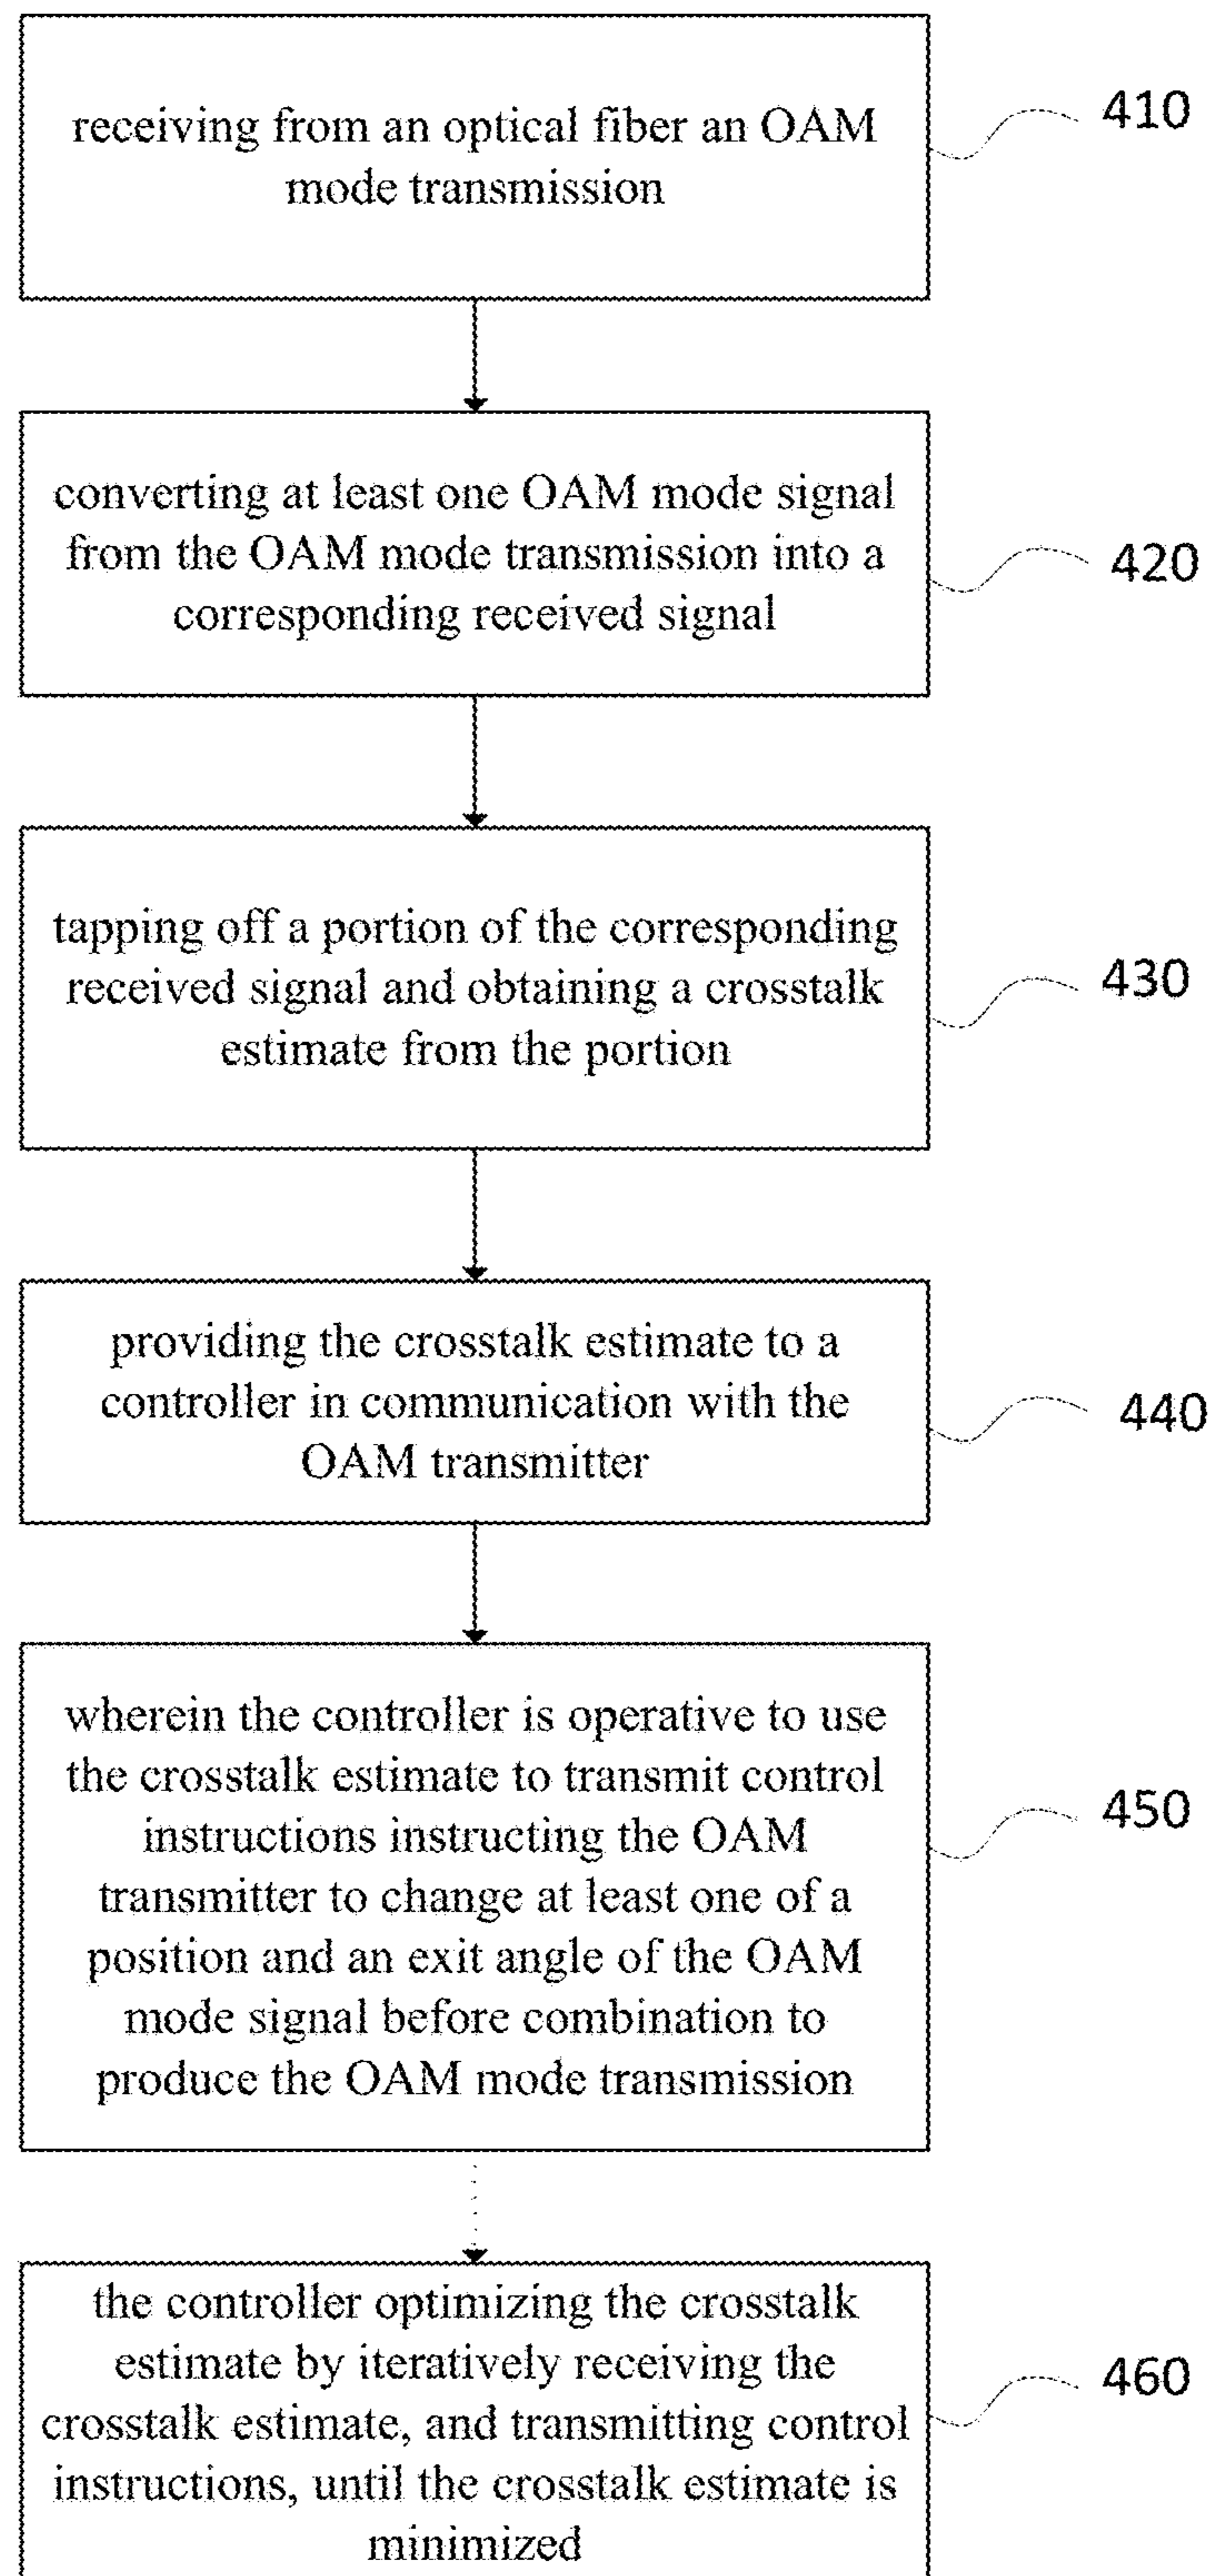 receiving from an optical fiber an OAM
mode transmission
410
converting at least one OAM mode signal
from the OAM mode transmission into a
corresponding received signal
420
tapping off a portion of the corresponding
received signal and obtaining a crosstalk
estimate from the portion
430
providing the crosstalk estimate to a
controller in communication with the
OAM transmitter
440
wherein the controller is operative to use
the crosstalk estimate to transmit control
instructions instructing the OAM
transmitter to change at least one of a
position and an exit angle of the OAM
mode signal before combination to
produce the OAM mode transmission
450
the controller optimizing the crosstalk
estimate by iteratively receiving the
crosstalk estimate, and transmitting control
instructions, until the crosstalk estimate is
minimized
460